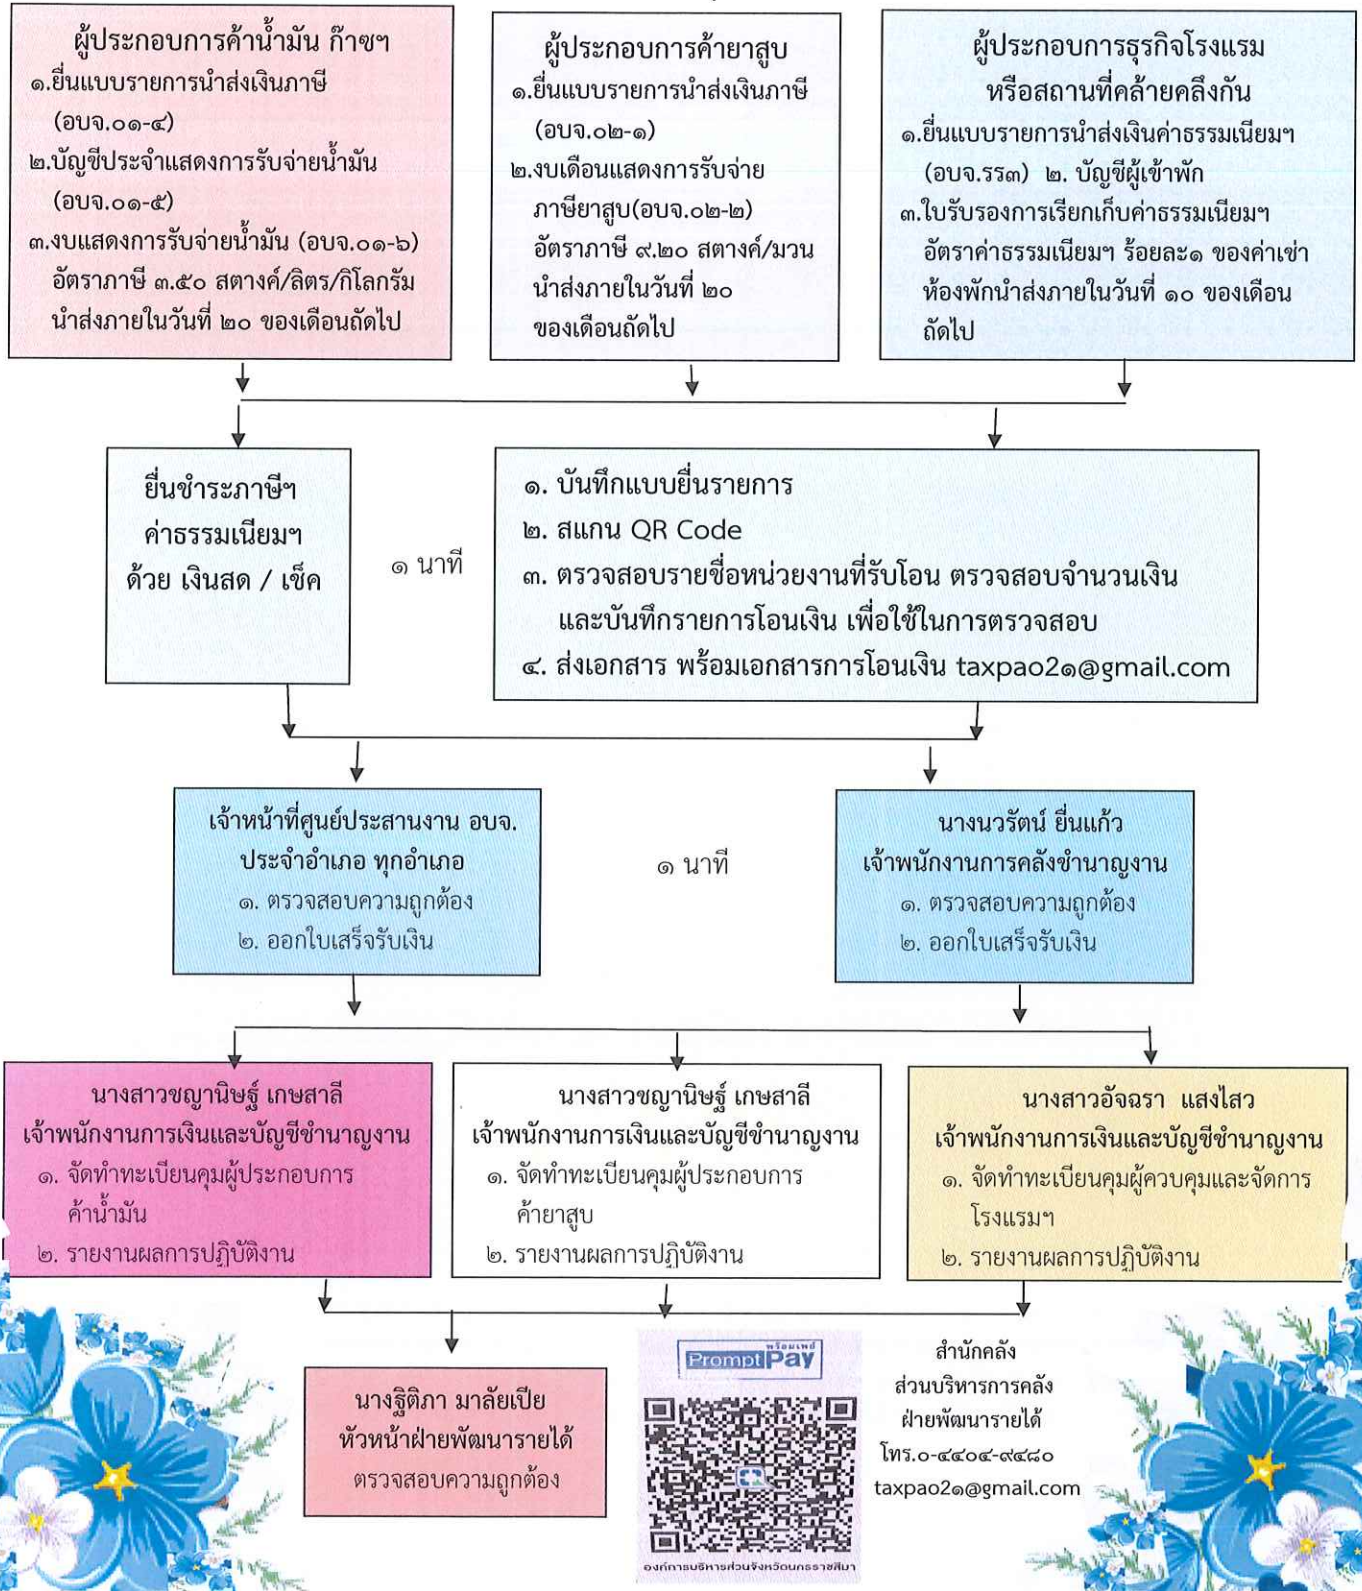 ผู้ประกอบการค้าน้ำมัน ก๊าซฯ
๑.ยื่นแบบรายการนำส่งเงินภาษี
(อบจ.๐๑-๔)
๒.บัญชีประจำแสดงการรับจ่ายน้ำมัน
(อบจ.๐๑-๕)
๓.งบแสดงการรับจ่ายน้ำมัน (อบจ.๐๑-๖)
อัตราภาษี ๓.๕๐ สตางค์/ลิตร/กิโลกรัม
นำส่งภายในวันที่ ๒๐ ของเดือนถัดไป
ผู้ประกอบการค้ายาสูบ
๑.ยื่นแบบรายการนำส่งเงินภาษี
(อบจ.๐๒-๑)
๒.งบเดือนแสดงการรับจ่าย
ภาษียาสูบ(อบจ.๐๒-๒)
อัตราภาษี ๙.๒๐ สตางค์/มวน
นำส่งภายในวันที่ ๒๐
ของเดือนถัดไป
ผู้ประกอบการธุรกิจโรงแรม
หรือสถานที่คล้ายคลึงกัน
๑.ยื่นแบบรายการนำส่งเงินค่าธรรมเนียมฯ
(อบจ.รร๓) ๒. บัญชีผู้เข้าพัก
๓.ใบรับรองการเรียกเก็บค่าธรรมเนียมฯ
อัตราค่าธรรมเนียมฯ ร้อยละ๑ ของค่าเช่า
ห้องพักนำส่งภายในวันที่ ๑๐ ของเดือน
ถัดไป
ยื่นชำระภาษีฯ
ค่าธรรมเนียมฯ
ด้วย เงินสด / เช็ค
๑ นาที
๑. บันทึกแบบยื่นรายการ
๒. สแกน QR Code
๓. ตรวจสอบรายชื่อหน่วยงานที่รับโอน ตรวจสอบจำนวนเงิน
และบันทึกรายการโอนเงิน เพื่อใช้ในการตรวจสอบ
๔. ส่งเอกสาร พร้อมเอกสารการโอนเงิน taxpao2๑@gmail.com
เจ้าหน้าที่ศูนย์ประสานงาน อบจ.
ประจำอำเภอ ทุกอำเภอ
๑. ตรวจสอบความถูกต้อง
๒. ออกใบเสร็จรับเงิน
๑ นาที
นางนวรัตน์ ยื่นแก้ว
เจ้าพนักงานการคลังชำนาญงาน
๑. ตรวจสอบความถูกต้อง
๒. ออกใบเสร็จรับเงิน
นางสาวชญานิษฐ์ เกษสาลี
เจ้าพนักงานการเงินและบัญชีชำนาญงาน
๑. จัดทำทะเบียนคุมผู้ประกอบการ
ค้าน้ำมัน
๒. รายงานผลการปฏิบัติงาน
นางสาวชญานิษฐ์ เกษสาลี
เจ้าพนักงานการเงินและบัญชีชำนาญงาน
๑. จัดทำทะเบียนคุมผู้ประกอบการ
ค้ายาสูบ
๒. รายงานผลการปฏิบัติงาน
นางสาวอัจฉรา แสงไสว
เจ้าพนักงานการเงินและบัญชีชำนาญงาน
๑. จัดทำทะเบียนคุมผู้ควบคุมและจัดการ
โรงแรมฯ
๒. รายงานผลการปฏิบัติงาน
นางฐิติภา มาลัยเปีย
หัวหน้าฝ่ายพัฒนารายได้
ตรวจสอบความถูกต้อง
พร้อมเพย์
PromptPay
องค์การบริหารส่วนจังหวัดนครราชสีมา
สำนักคลัง
ส่วนบริหารการคลัง
ฝ่ายพัฒนารายได้
โทร.๐-๔๔๐๔-๙๔๘๐
taxpao2๑@gmail.com